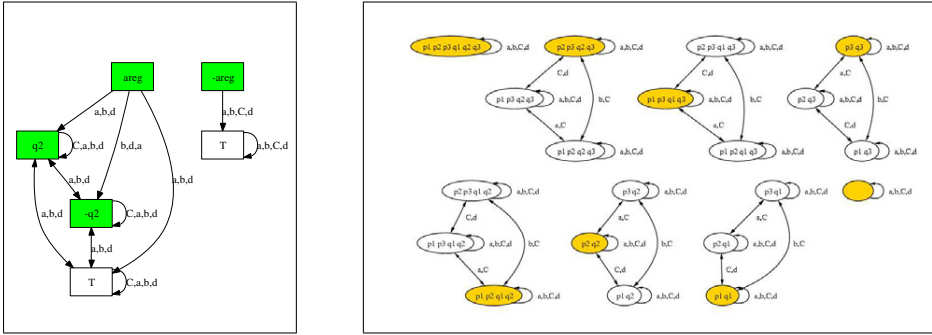 areg
-areg
a,b,d
b,d,a
a,b,d
a,b,C,d
q2
C,a,b,d
T
a,b,C,d
a,b,d
a,b,d
-q2
C,a,b,d
a,b,d
T
C,a,b,d
p1 p2 p3 q1 q2 q3
a,b,C,d
p2 p3 q2 q3
a,b,C,d
C,d
p1 p3 q2 q3
a,b,C,d
b,C
a,C
p1 p2 q2 q3
a,b,C,d
p2 p3 q1 q3
a,b,C,d
C,d
p1 p3 q1 q3
a,b,C,d
b,C
a,C
p1 p2 q1 q3
a,b,C,d
p3 q3
a,b,C,d
a,C
p2 q3
a,b,C,d
b,C
C,d
p1 q3
a,b,C,d
p2 p3 q1 q2
a,b,C,d
C,d
p1 p3 q1 q2
a,b,C,d
b,C
a,C
p1 p2 q1 q2
a,b,C,d
p3 q2
a,b,C,d
a,C
p2 q2
a,b,C,d
b,C
C,d
p1 q2
a,b,C,d
p3 q1
a,b,C,d
a,C
p2 q1
a,b,C,d
b,C
C,d
p1 q1
a,b,C,d
a,b,C,d